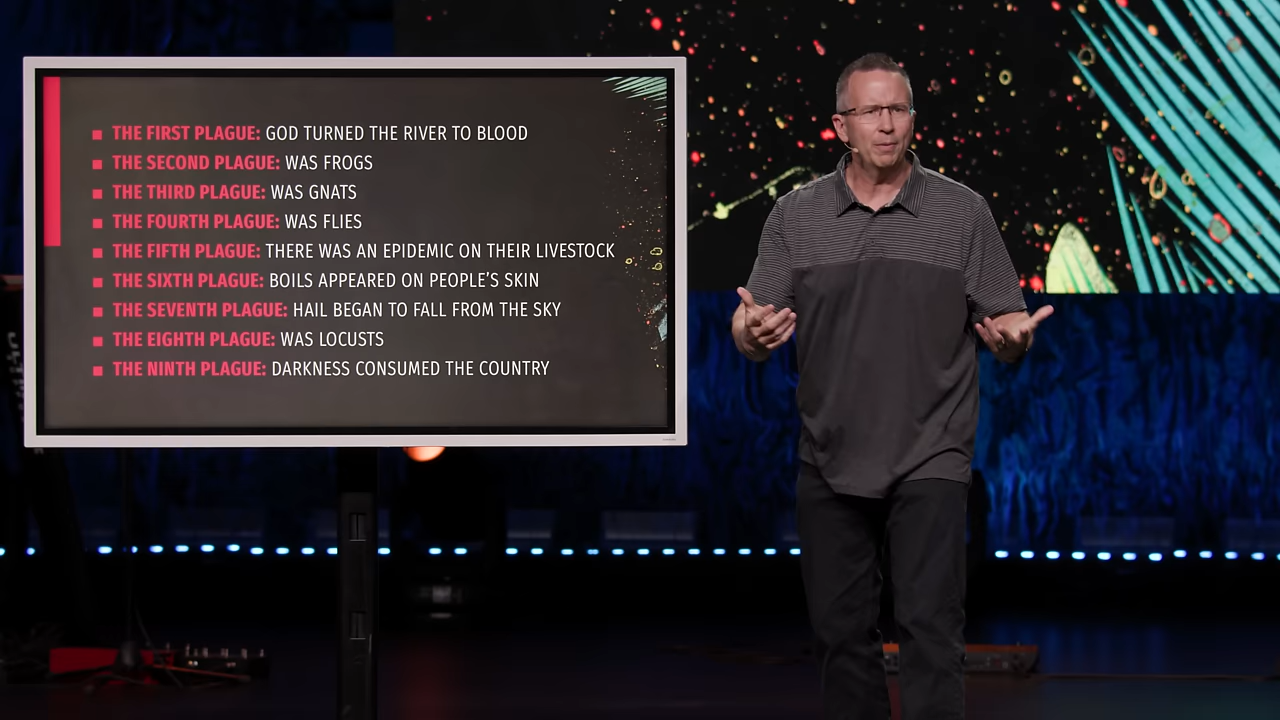 THE FIRST PLAGUE: GOD TURNED THE RIVER TO BLOOD
THE SECOND PLAGUE: WAS FROGS
THE THIRD PLAGUE: WAS GNATS
THE FOURTH PLAGUE: WAS FLIES
THE FIFTH PLAGUE: THERE WAS AN EPIDEMIC ON THEIR LIVESTOCK
THE SIXTH PLAGUE: BOILS APPEARED ON PEOPLE’S SKIN
THE SEVENTH PLAGUE: HAIL BEGAN TO FALL FROM THE SKY
THE EIGHTH PLAGUE: WAS LOCUSTS
THE NINTH PLAGUE: DARKNESS CONSUMED THE COUNTRY